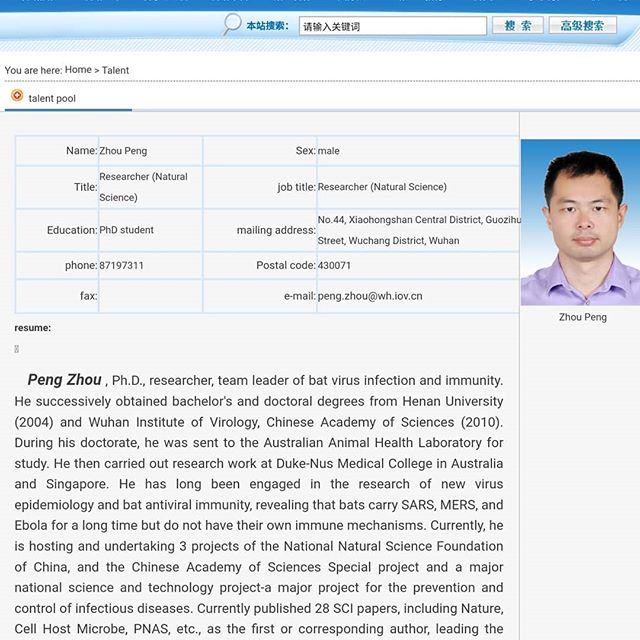 本站搜索: 请输入关键词 搜 索 高级搜索
You are here: Home > Talent
talent pool
Name: Zhou Peng Sex: male
Title: Researcher (Natural Science) job title: Researcher (Natural Science)
Education: PhD student mailing address: No.44, Xiaohongshan Central District, Guozihu Street, Wuchang District, Wuhan
phone: 87197311 Postal code: 430071
fax: e-mail: peng.zhou@wh.iov.cn
Zhou Peng
resume:
Peng Zhou , Ph.D., researcher, team leader of bat virus infection and immunity.
He successively obtained bachelor's and doctoral degrees from Henan University
(2004) and Wuhan Institute of Virology, Chinese Academy of Sciences (2010).
During his doctorate, he was sent to the Australian Animal Health Laboratory for
study. He then carried out research work at Duke-Nus Medical College in Australia
and Singapore. He has long been engaged in the research of new virus
epidemiology and bat antiviral immunity, revealing that bats carry SARS, MERS, and
Ebola for a long time but do not have their own immune mechanisms. Currently, he
is hosting and undertaking 3 projects of the National Natural Science Foundation
of China, and the Chinese Academy of Sciences Special project and a major
national science and technology project-a major project for the prevention and
control of infectious diseases. Currently published 28 SCI papers, including Nature,
Cell Host Microbe, PNAS, etc., as the first or corresponding author, leading the